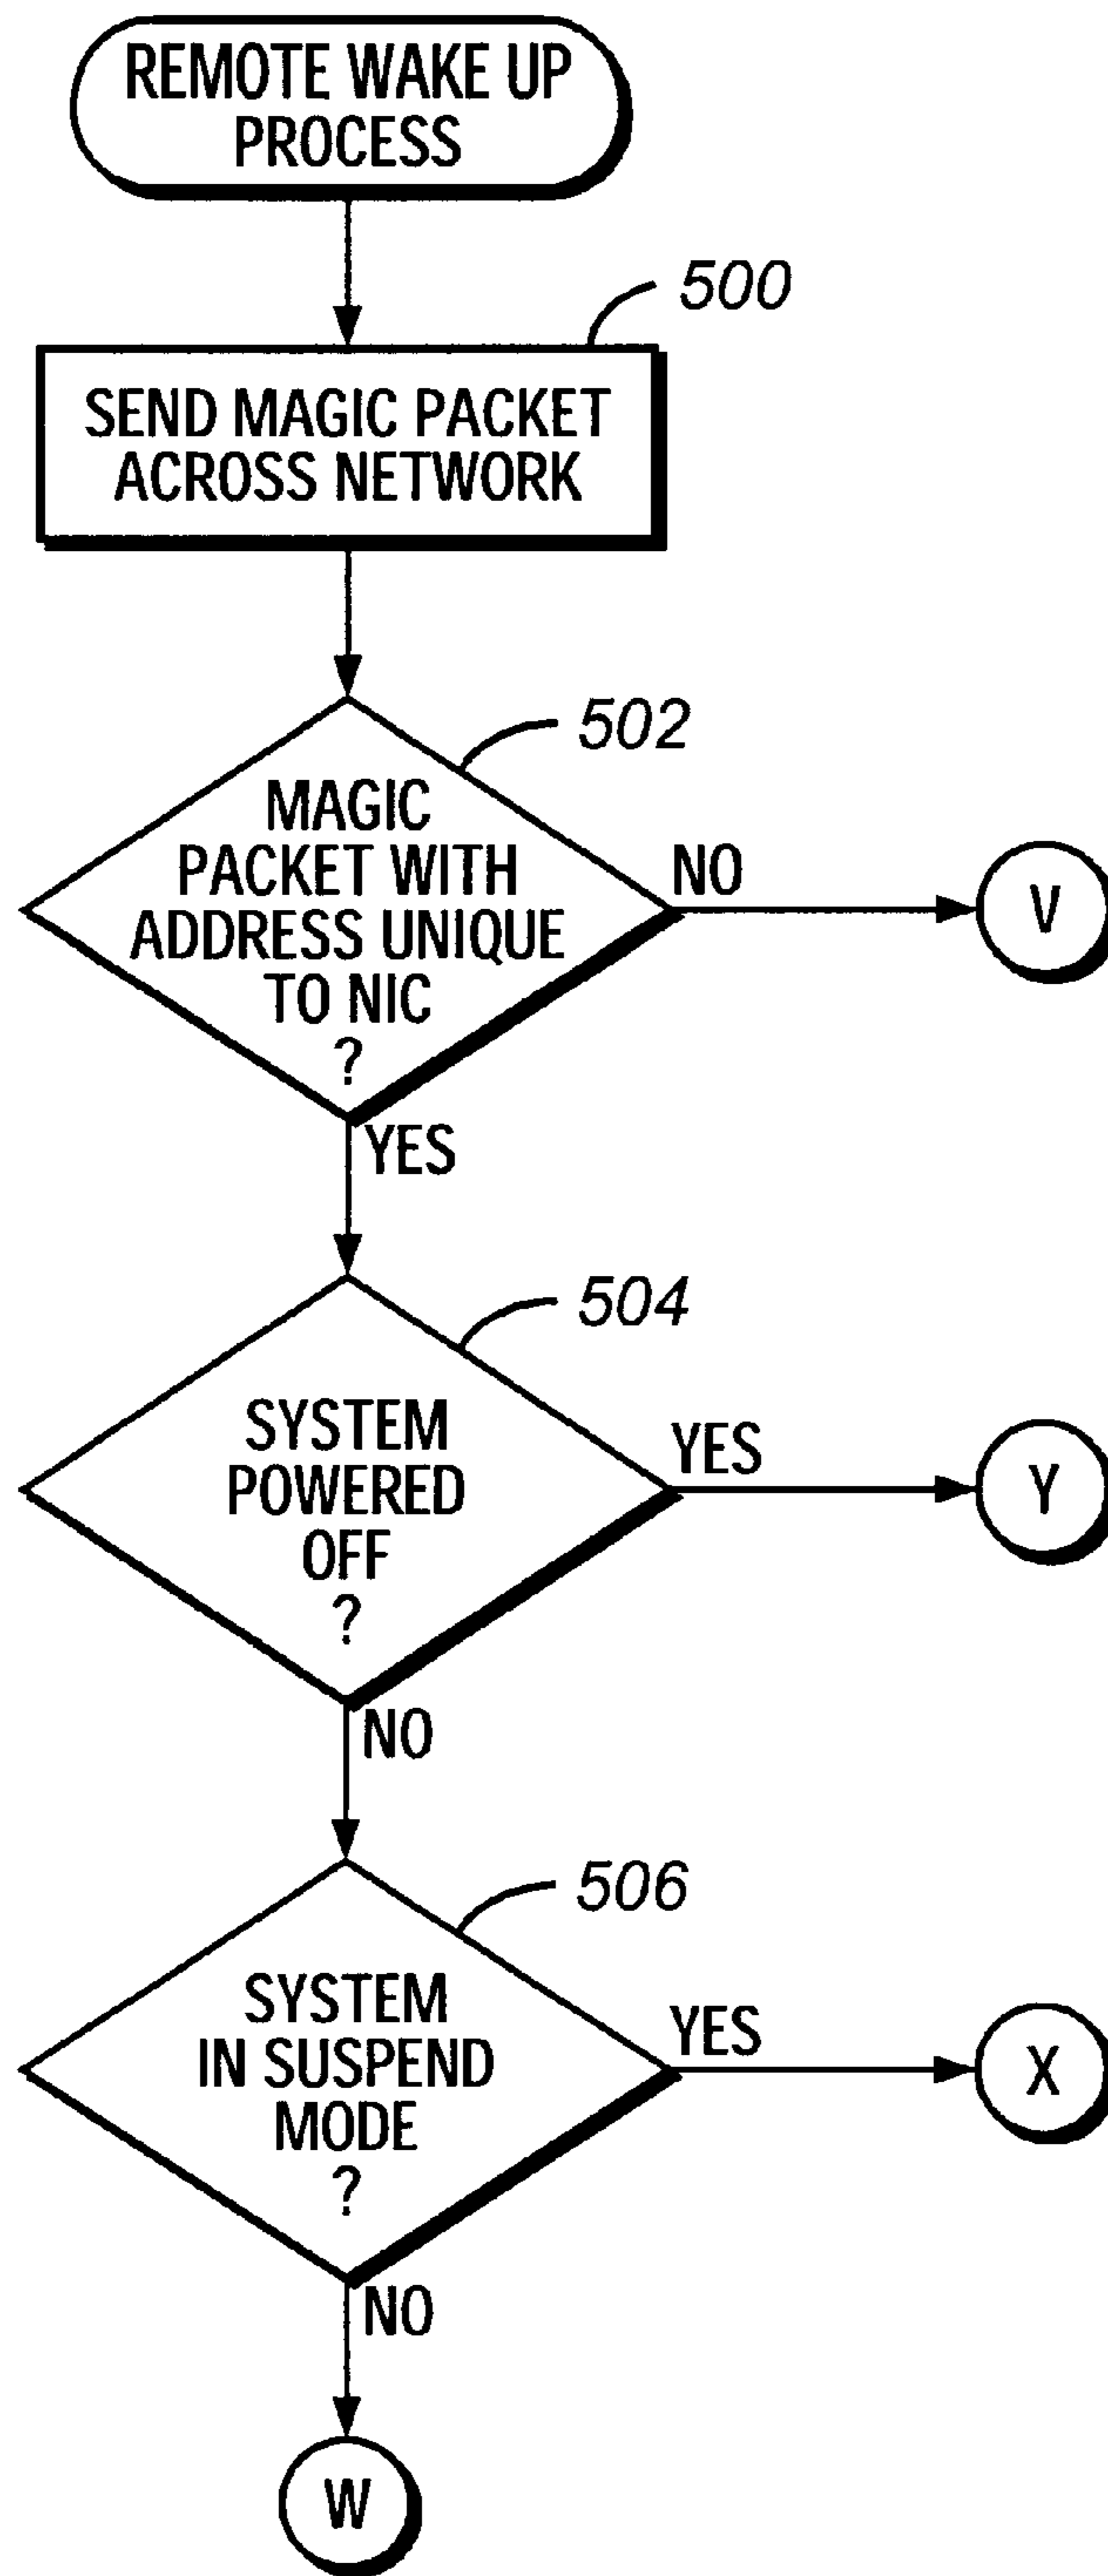 REMOTE WAKE UP
PROCESS
500
SEND MAGIC PACKET
ACROSS NETWORK
502
MAGIC
PACKET WITH
ADDRESS UNIQUE
TO NIC
?
NO
V
YES
504
SYSTEM
POWERED
OFF
?
YES
Y
NO
506
SYSTEM
IN SUSPEND
MODE
?
YES
X
NO
W